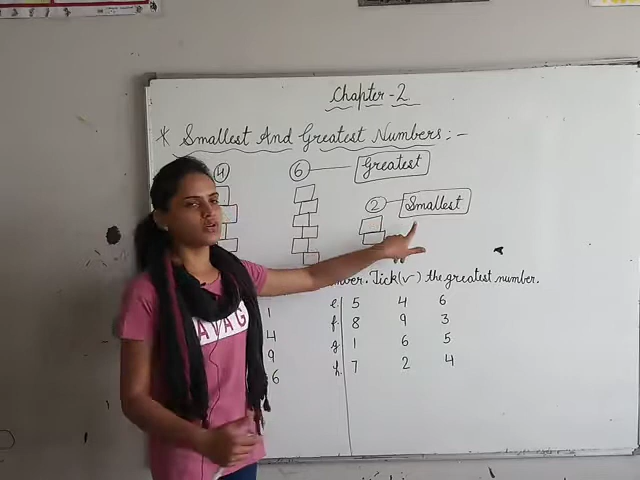 Chapter - 2
* Smallest And Greatest Numbers : -
4 6 Greatest
2 Smallest
Tick (✓) the greatest number.
1 e 5 4 6
4 f 8 9 3
9 g 1 6 5
6 h 7 2 4
AVAG